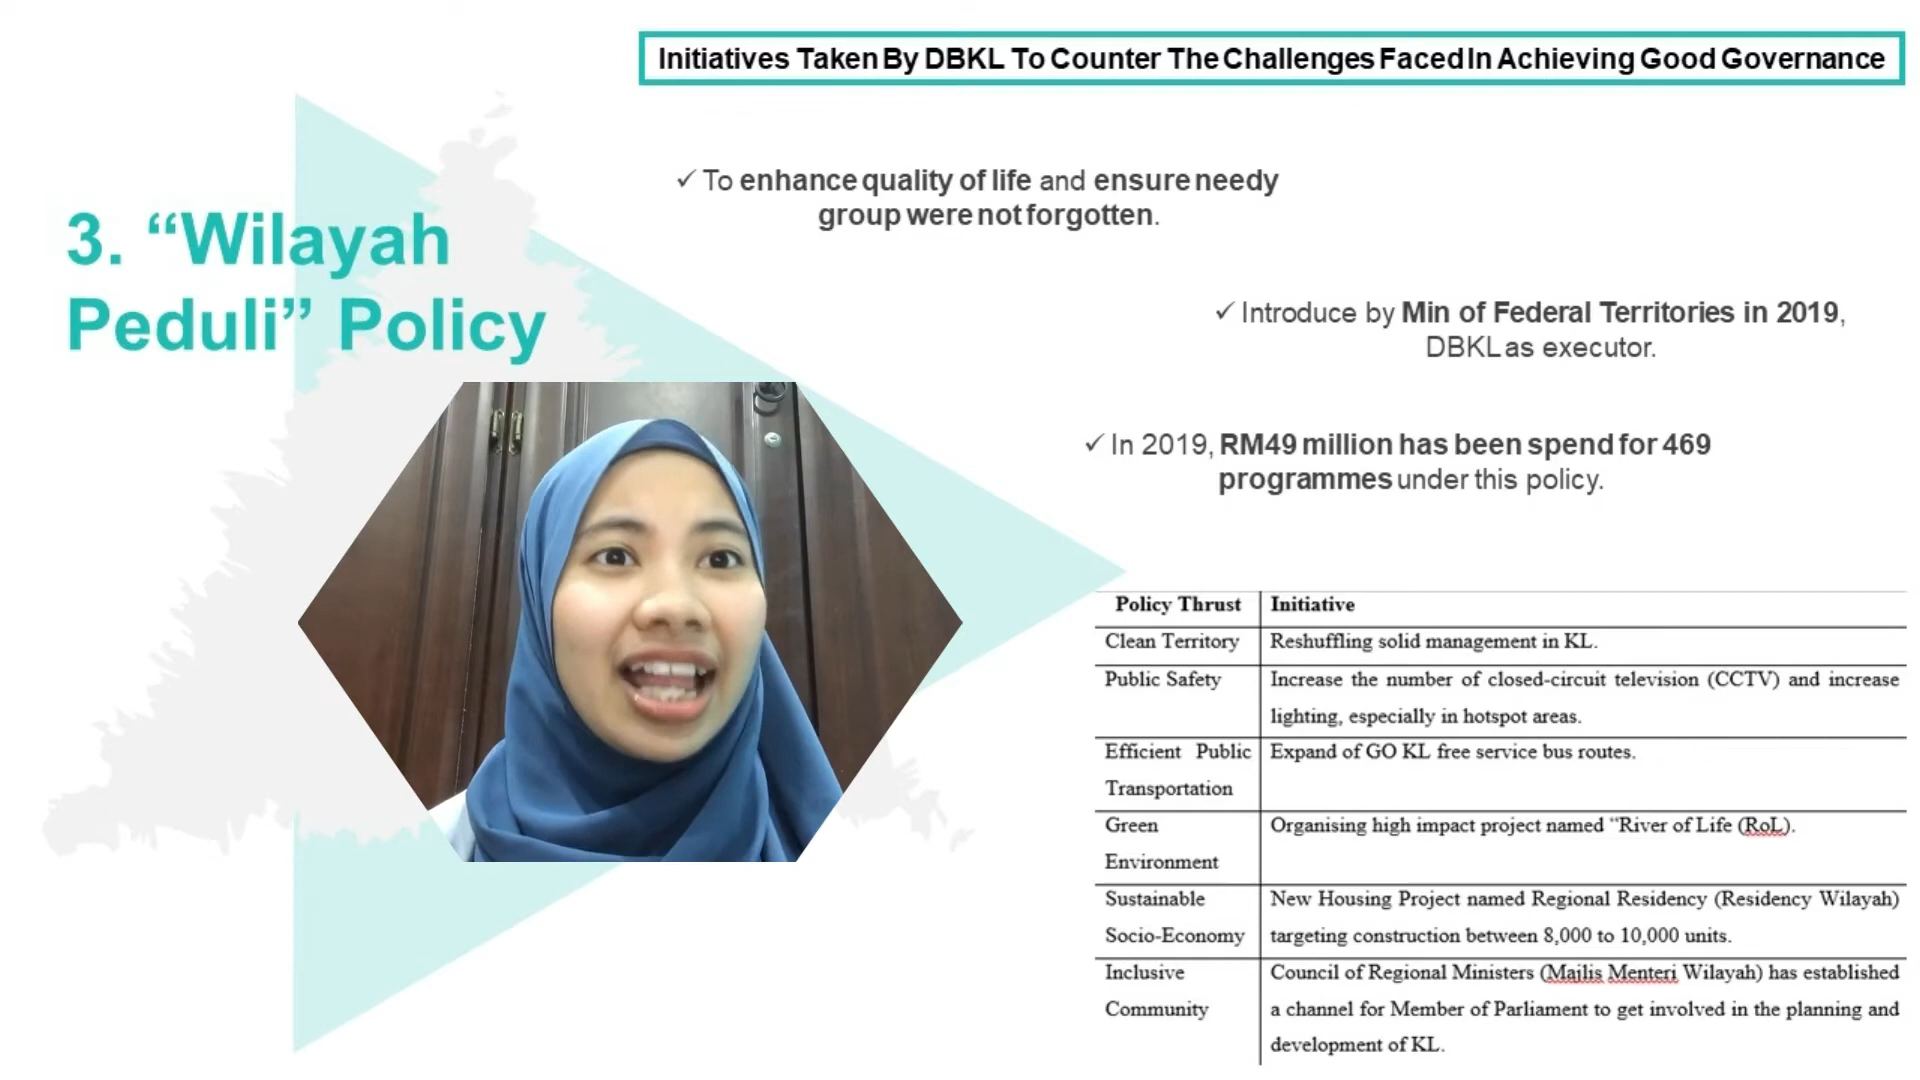 Initiatives Taken By DBKL To Counter The Challenges Faced In Achieving Good Governance
3. “Wilayah
Peduli” Policy
✓ To enhance quality of life and ensure needy
group were not forgotten.
✓ Introduce by Min of Federal Territories in 2019,
DBKL as executor.
✓ In 2019, RM49 million has been spend for 469
programmes under this policy.
Policy Thrust Initiative
Clean Territory Reshuffling solid management in KL.
Public Safety Increase the number of closed-circuit television (CCTV) and increase
lighting, especially in hotspot areas.
Efficient Public Expand of GO KL free service bus routes.
Transportation
Green Organising high impact project named “River of Life (RoL).
Environment
Sustainable New Housing Project named Regional Residency (Residency Wilayah)
Socio-Economy targeting construction between 8,000 to 10,000 units.
Inclusive Council of Regional Ministers (Majlis Menteri Wilayah) has established
Community a channel for Member of Parliament to get involved in the planning and
development of KL.